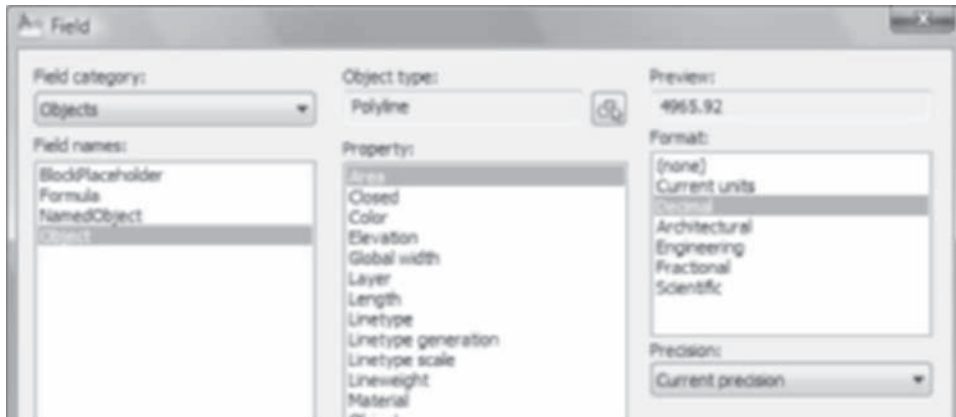 Field
Field category:
Objects
Field names:
BlockPlaceholder
Formula
NamedObject
Object
Object type:
Polyline
Property:
Area
Closed
Color
Elevation
Global width
Layer
Length
Linetype
Linetype generation
Linetype scale
Lineweight
Material
Preview:
4965.92
Format:
(none)
Current units
Decimal
Architectural
Engineering
Fractional
Scientific
Precision:
Current precision